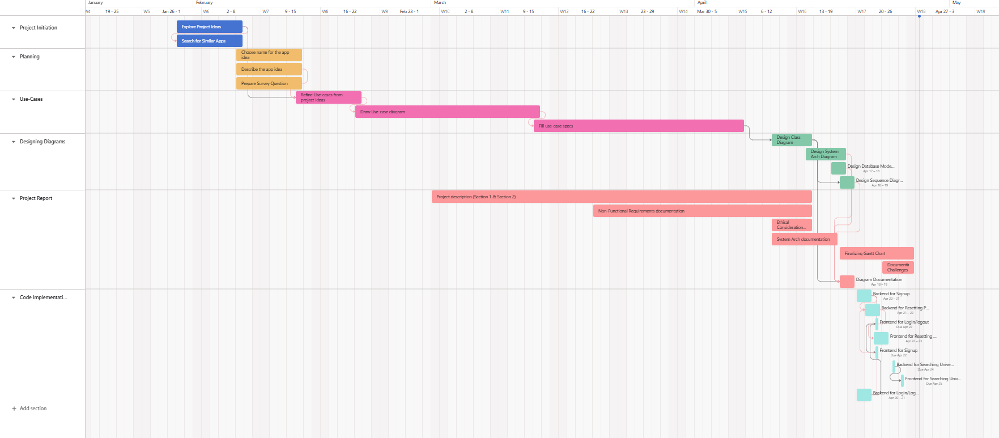 January February March April May
W4 19 - 25 W5 Jan 26 - 1 W6 2 - 8 W7 9 - 15 W8 16 - 22 W9 Feb 23 - 1 W10 2 - 8 W11 9 - 15 W12 16 - 22 W13 23 - 29 W14 Mar 30 - 5 W15 6 - 12 W16 13 - 19 W17 20 - 26 W18 Apr 27 - 3 W19
Project Initiation
Explore Project Ideas
Search for Similar Apps
Planning
Choose name for the app
idea
Describe the app idea
Prepare Survey Question
Use-Cases
Refine Use-cases from
project Ideas
Draw Use-case diagram
Fill use-case specs
Designing Diagrams
Design Class
Diagram
Design System
Arch Diagram
Design Database Mode...
Apr 17 – 18
Design Sequence Diagr...
Apr 18 – 19
Project Report
Project description (Section 1 & Section 2)
Non-Functional Requirements documentation
Ethical
Consideration...
System Arch documentation
Finalizing Gantt Chart
Documenti
Challenges
Diagram Documentation
Apr 18 – 19
Code Implementati...
Backend for Signup
Apr 20 – 21
Backend for Resetting P...
Apr 21 – 22
Frontend for Login/logout
Due Apr 22
Frontend for Resetting ...
Apr 22 – 23
Frontend for Signup
Due Apr 22
Backend for Searching Unive...
Due Apr 24
Frontend for Searching Univ...
Due Apr 25
Backend for Login/Log...
Apr 20 – 21
+ Add section